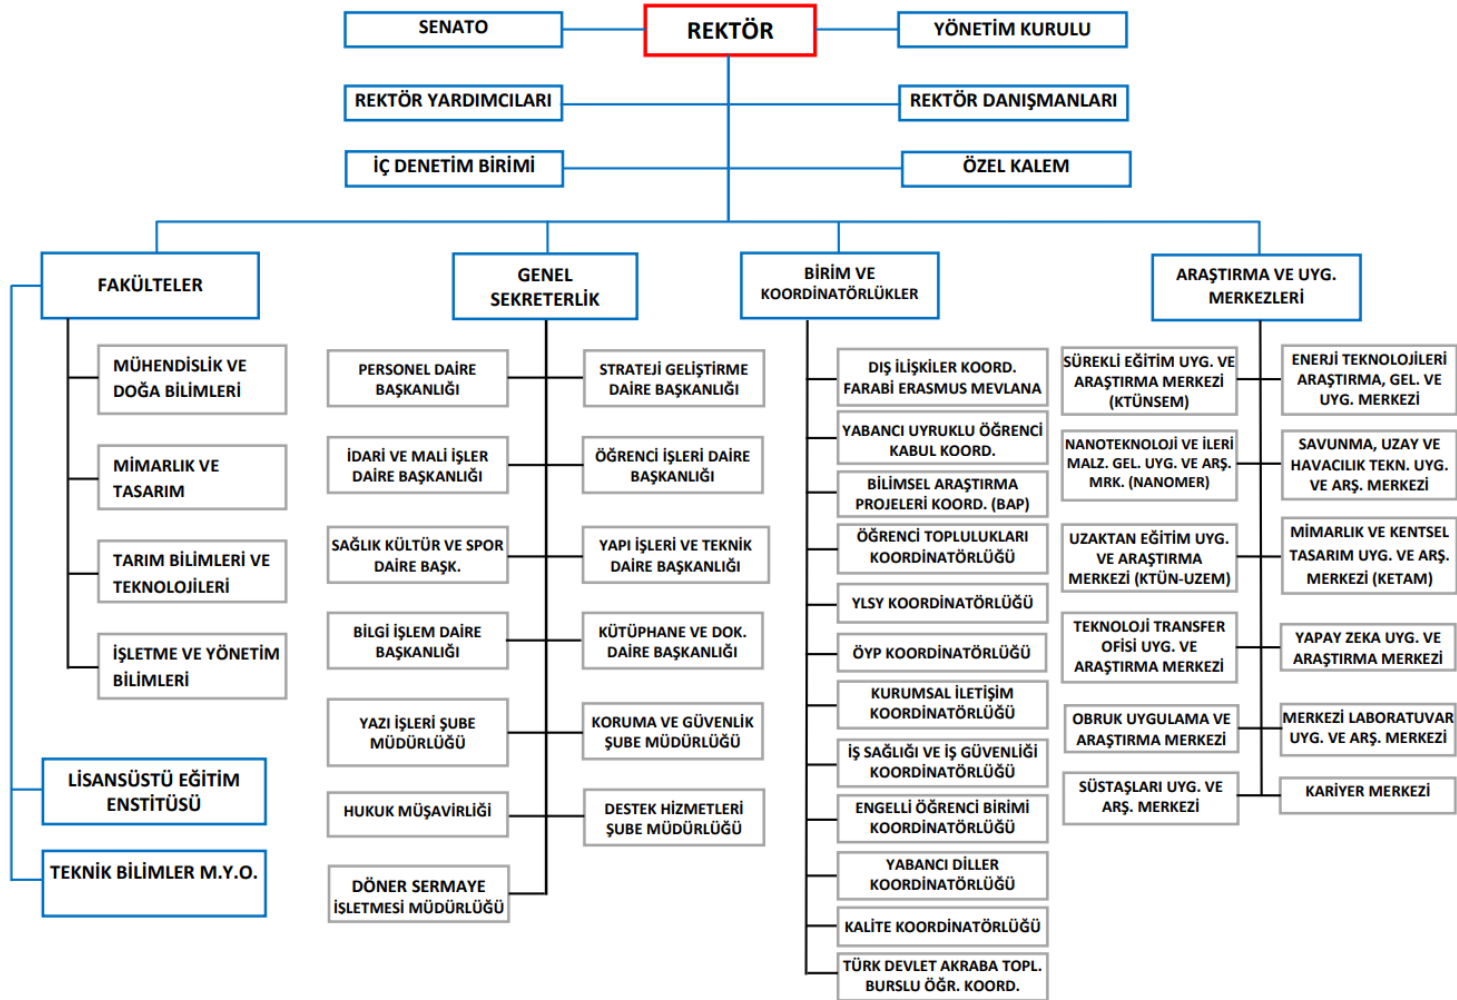 SENATO
REKTÖR
YÖNETİM KURULU
REKTÖR YARDIMCILARI
REKTÖR DANIŞMANLARI
İÇ DENETİM BİRİMİ
ÖZEL KALEM
FAKÜLTELER
MÜHENDİSLİK VE
DOĞA BİLİMLERİ
MİMARLIK VE
TASARIM
TARIM BİLİMLERİ VE
TEKNOLOJİLERİ
İŞLETME VE YÖNETİM
BİLİMLERİ
LİSANSÜSTÜ EĞİTİM
ENSTİTÜSÜ
TEKNİK BİLİMLER M.Y.O.
GENEL
SEKRETERLİK
PERSONEL DAİRE
BAŞKANLIĞI
STRATEJİ GELİŞTİRME
DAİRE BAŞKANLIĞI
İDARİ VE MALİ İŞLER
DAİRE BAŞKANLIĞI
ÖĞRENCİ İŞLERİ DAİRE
BAŞKANLIĞI
SAĞLIK KÜLTÜR VE SPOR
DAİRE BAŞK.
YAPI İŞLERİ VE TEKNİK
DAİRE BAŞKANLIĞI
BİLGİ İŞLEM DAİRE
BAŞKANLIĞI
KÜTÜPHANE VE DOK.
DAİRE BAŞKANLIĞI
YAZI İŞLERİ ŞUBE
MÜDÜRLÜĞÜ
KORUMA VE GÜVENLİK
ŞUBE MÜDÜRLÜĞÜ
HUKUK MÜŞAVİRLİĞİ
DESTEK HİZMETLERİ
ŞUBE MÜDÜRLÜĞÜ
DÖNER SERMAYE
İŞLETMESİ MÜDÜRLÜĞÜ
BİRİM VE
KOORDİNATÖRLÜKLER
DIŞ İLİŞKİLER KOORD.
FARABİ ERASMUS MEVLANA
YABANCI UYRUKLU ÖĞRENCİ
KABUL KOORD.
BİLİMSEL ARAŞTIRMA
PROJELERİ KOORD. (BAP)
ÖĞRENCİ TOPLULUKLARI
KOORDİNATÖRLÜĞÜ
YLSY KOORDİNATÖRLÜĞÜ
ÖYP KOORDİNATÖRLÜĞÜ
KURUMSAL İLETİŞİM
KOORDİNATÖRLÜĞÜ
İŞ SAĞLIĞI VE İŞ GÜVENLİĞİ
KOORDİNATÖRLÜĞÜ
ENGELLİ ÖĞRENCİ BİRİMİ
KOORDİNATÖRLÜĞÜ
YABANCI DİLLER
KOORDİNATÖRLÜĞÜ
KALİTE KOORDİNATÖRLÜĞÜ
TÜRK DEVLET AKRABA TOPL.
BURSLU ÖĞR. KOORD.
ARAŞTIRMA VE UYG.
MERKEZLERİ
SÜREKLİ EĞİTİM UYG. VE
ARAŞTIRMA MERKEZİ
(KTÜNSEM)
ENERJİ TEKNOLOJİLERİ
ARAŞTIRMA, GEL. VE
UYG. MERKEZİ
NANOTEKNOLOJİ VE İLERİ
MALZ. GEL. UYG. VE ARŞ.
MRK. (NANOMER)
SAVUNMA, UZAY VE
HAVACILIK TEKN. UYG.
VE ARŞ. MERKEZİ
UZAKTAN EĞİTİM UYG.
VE ARAŞTIRMA
MERKEZİ (KTÜN-UZEM)
MİMARLIK VE KENTSEL
TASARIM UYG. VE ARŞ.
MERKEZİ (KETAM)
TEKNOLOJİ TRANSFER
OFİSİ UYG. VE
ARAŞTIRMA MERKEZİ
YAPAY ZEKA UYG. VE
ARAŞTIRMA MERKEZİ
OBRUK UYGULAMA VE
ARAŞTIRMA MERKEZİ
MERKEZİ LABORATUVAR
UYG. VE ARŞ. MERKEZİ
SÜSTAŞLARI UYG. VE
ARŞ. MERKEZİ
KARİYER MERKEZİ